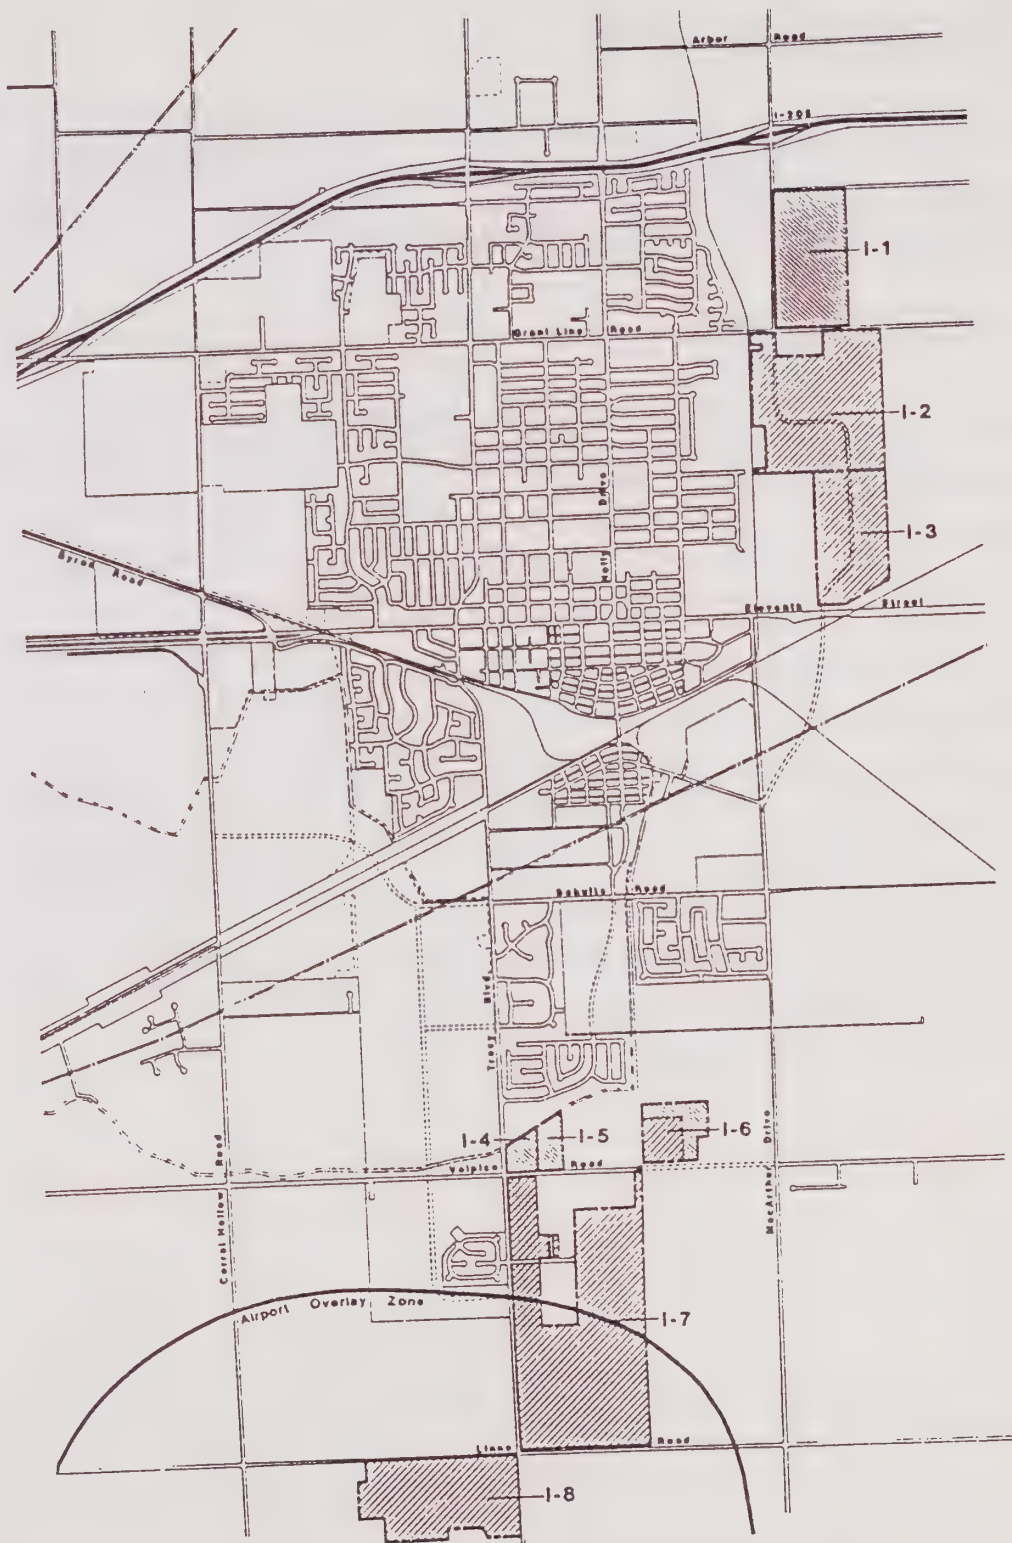 Arbor Road
I-205
I-1
Grant Line Road
I-2
Holly Drive
I-3
Byron Road
Eleventh Street
Schulte Road
Tracy Blvd.
I-4
I-5
I-6
Valpico Road
Corral Hollow Road
MacArthur Drive
Airport Overlay Zone
I-7
Linne Road
I-8